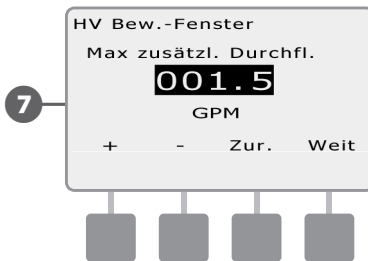 HV Bew.-Fenster
Max zusätzl. Durchfl.
001.5
7
GPM
+ - Zur. Weit